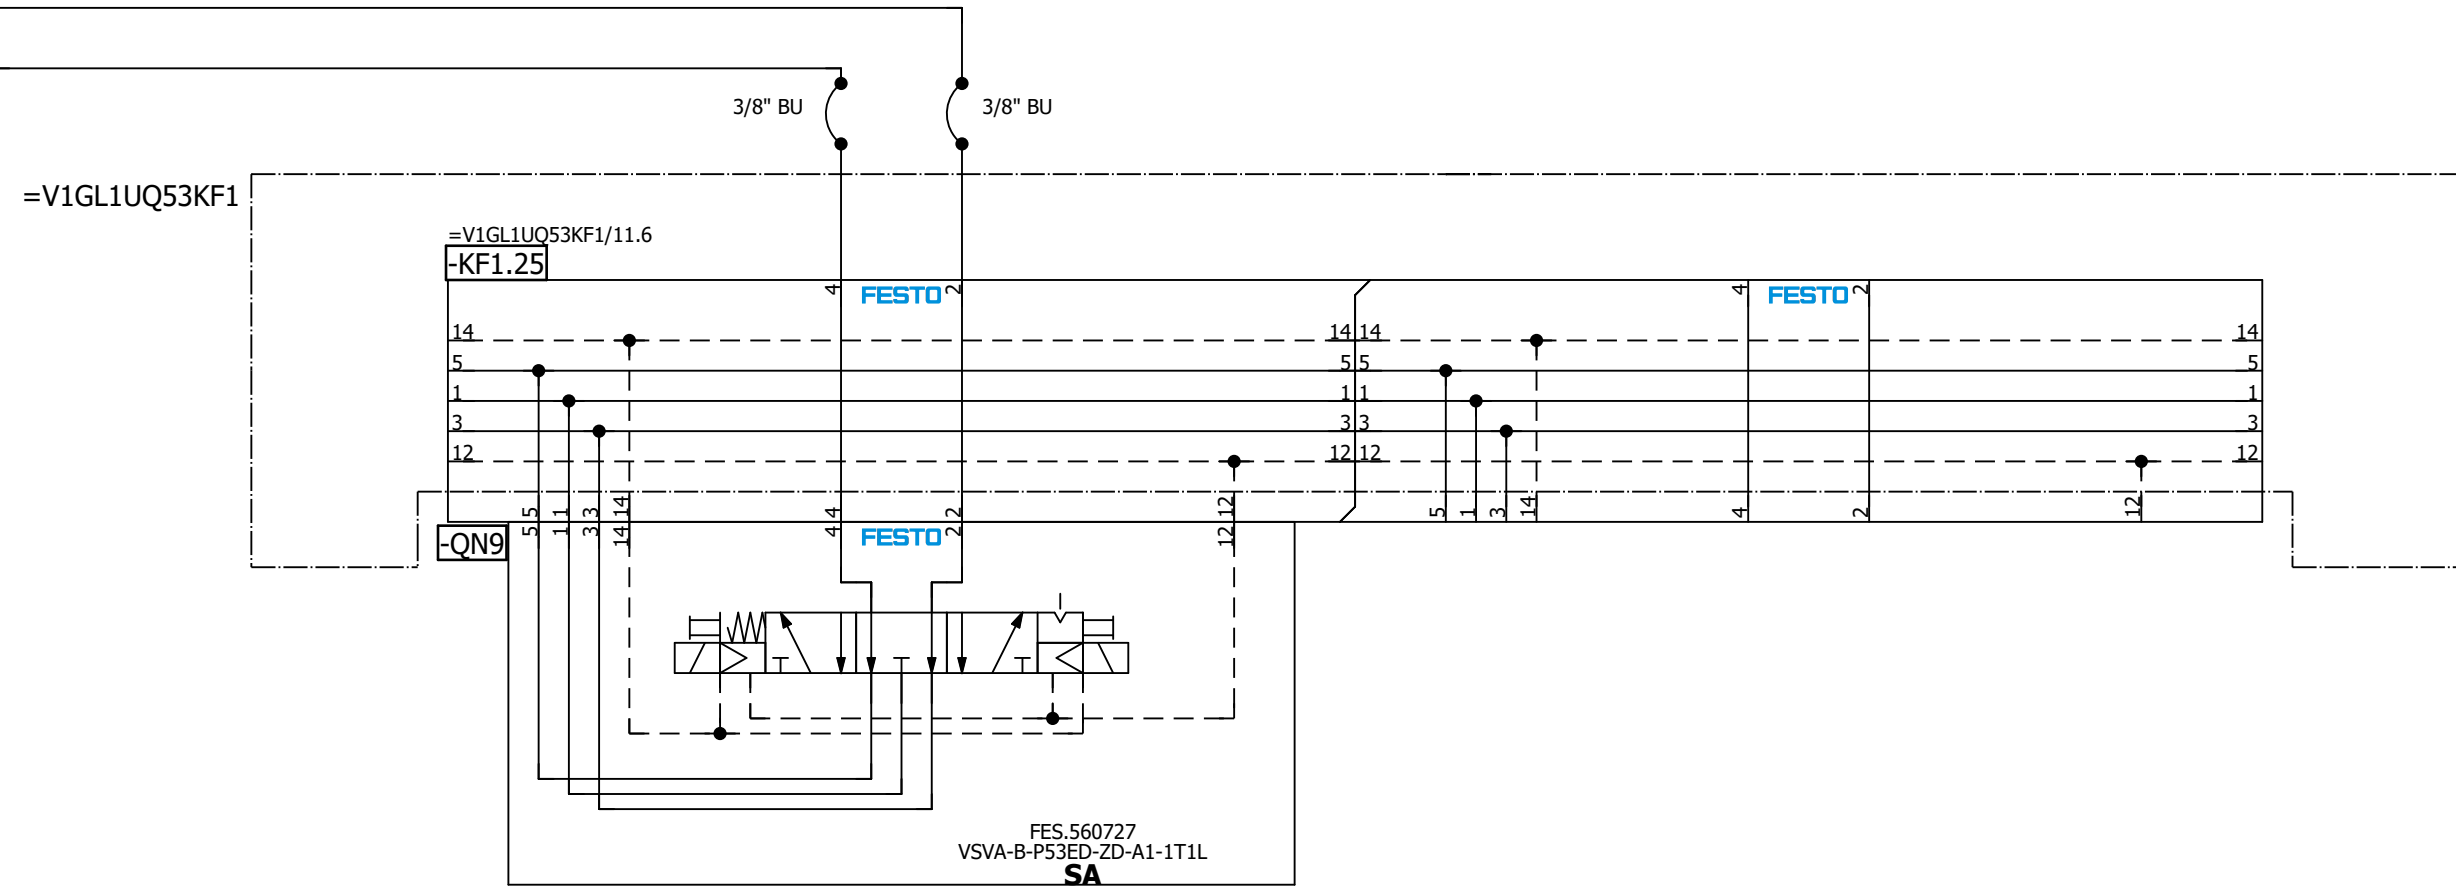 3/8" BU
3/8" BU
=V1GL1UQ53KF1
=V1GL1UQ53KF1/11.6
-KF1.25
4 FESTO 2 4 FESTO 2
14 14 14 14
5 5 5 5
1 1 1 1
3 3 3 3
12 12 12 12
5 1 3 14 4 2 12 5 1 3 14 4 2 12
-QN9
5 1 3 14 4 FESTO 2 12
FES.560727
VSVA-B-P53ED-ZD-A1-1T1L
SA